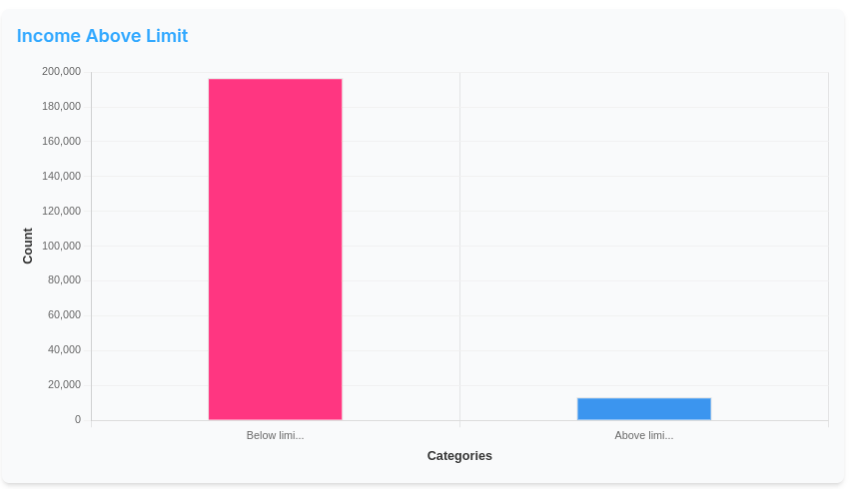 Income Above Limit
200,000
180,000
160,000
140,000
120,000
100,000
80,000
60,000
40,000
20,000
0
Count
Below limi...
Above limi...
Categories